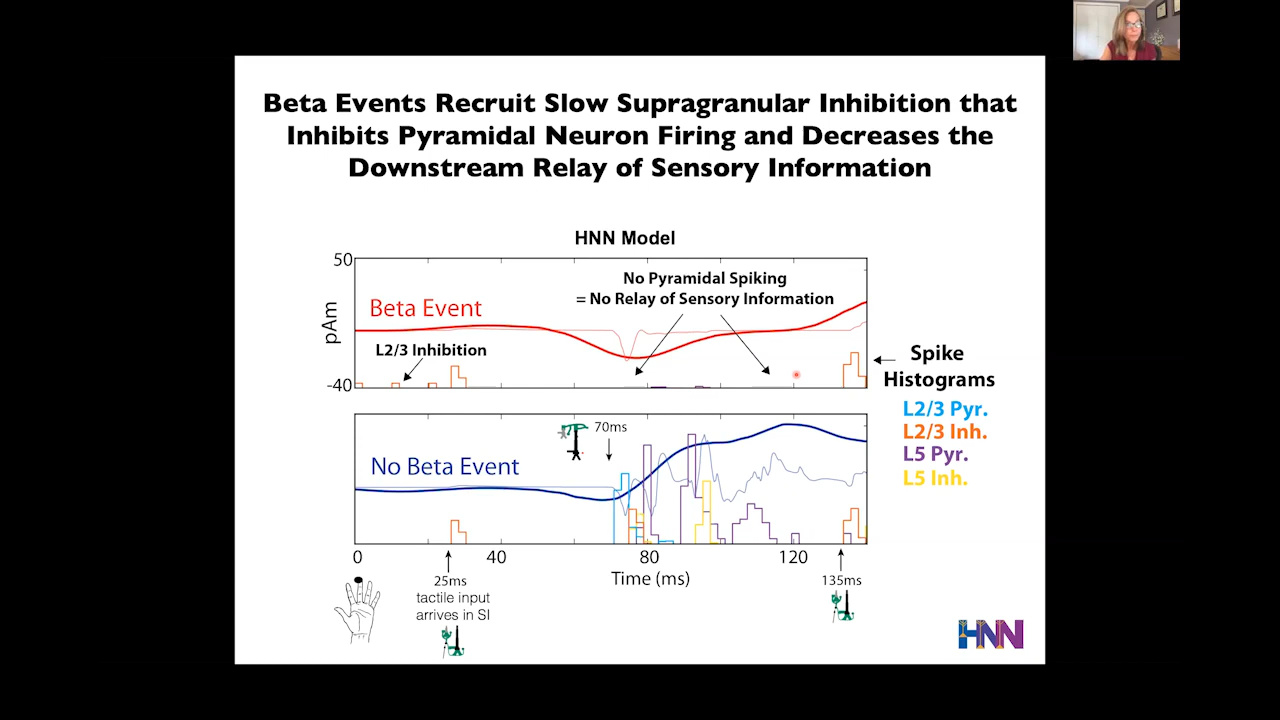 Beta Events Recruit Slow Supragranular Inhibition that
Inhibits Pyramidal Neuron Firing and Decreases the
Downstream Relay of Sensory Information
HNN Model
50
pAm
-40
Beta Event
No Pyramidal Spiking
= No Relay of Sensory Information
L2/3 Inhibition
Spike
Histograms
L2/3 Pyr.
L2/3 Inh.
L5 Pyr.
L5 Inh.
70ms
No Beta Event
0
40
80
120
Time (ms)
25ms
tactile input
arrives in SI
135ms
HNN